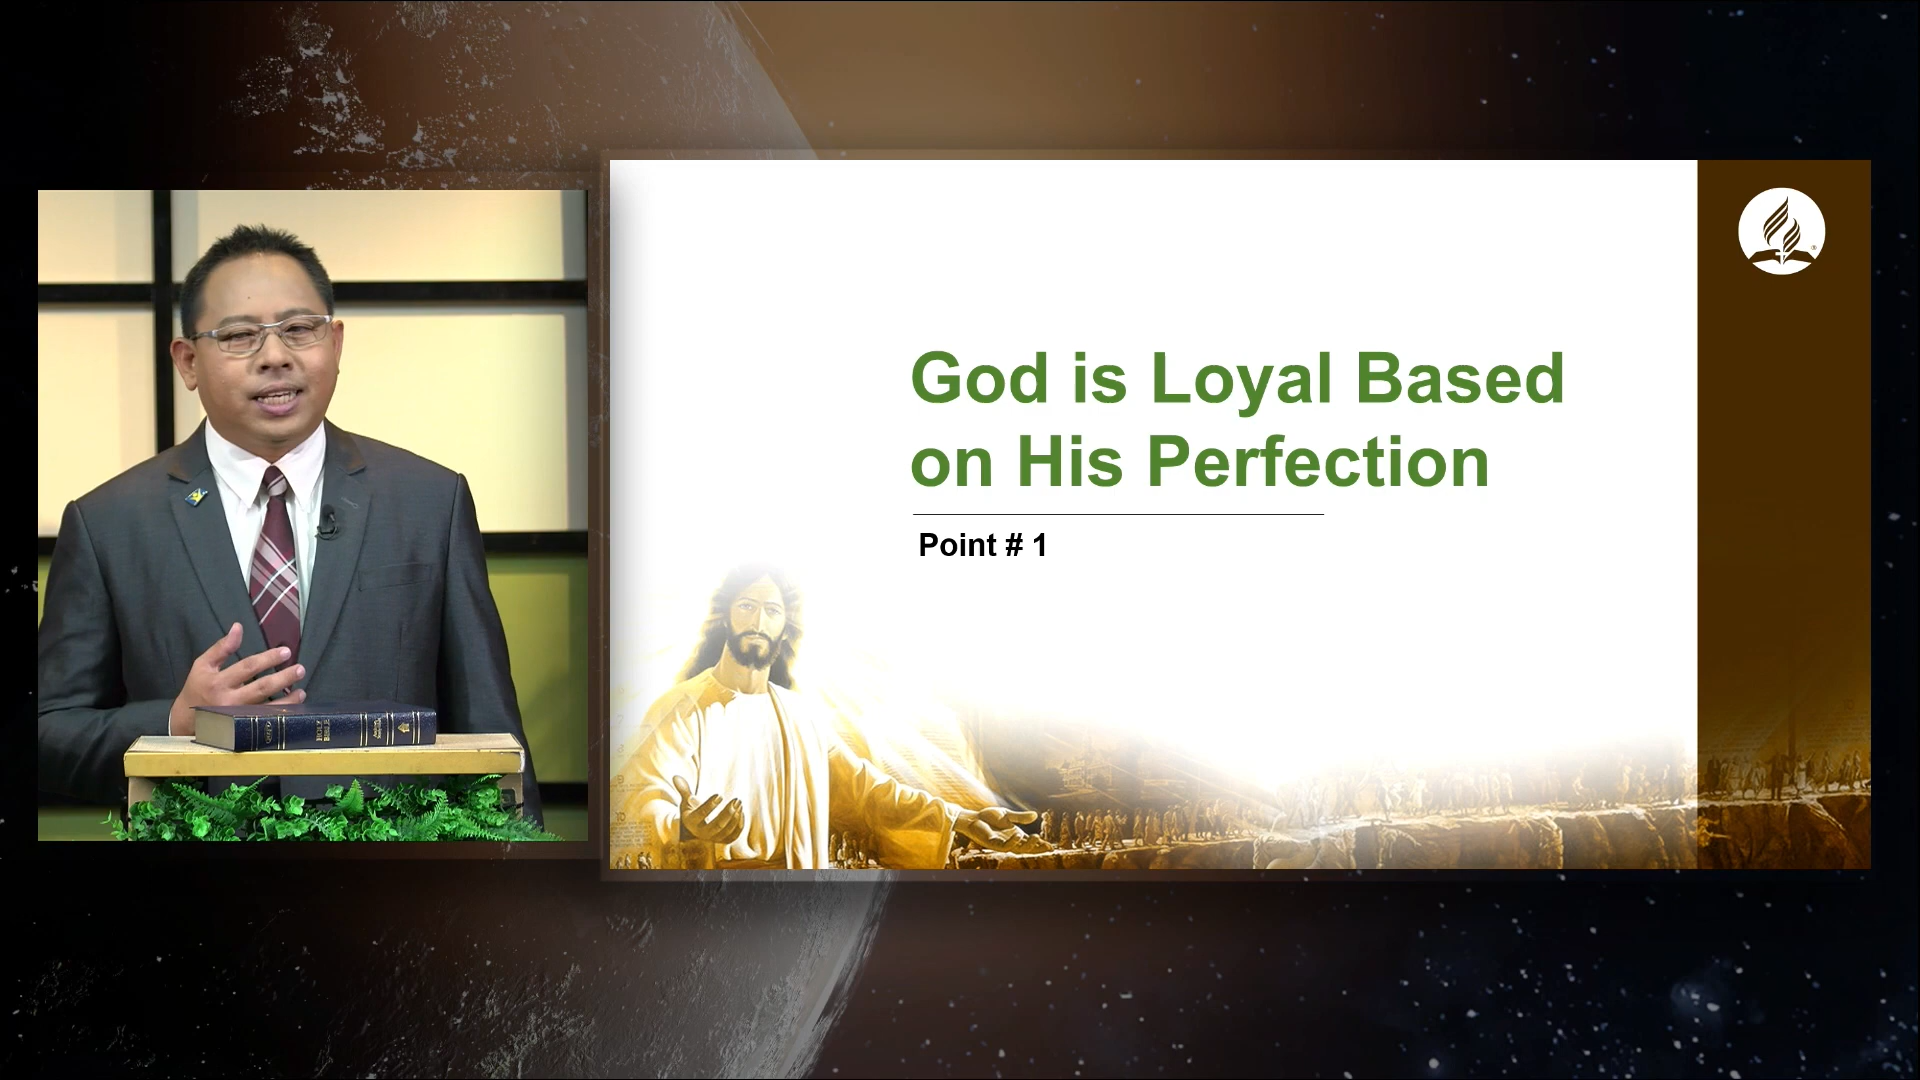 God is Loyal Based
on His Perfection
Point # 1
HOLY
BIBLE